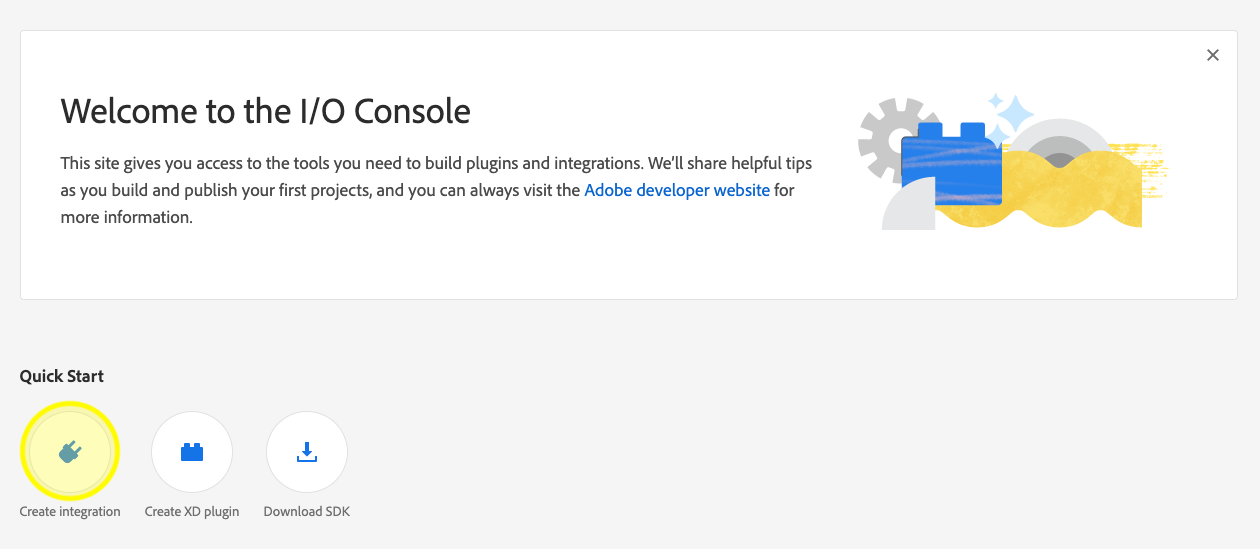 Welcome to the I/O Console
This site gives you access to the tools you need to build plugins and integrations. We’ll share helpful tips
as you build and publish your first projects, and you can always visit the Adobe developer website for
more information.
Quick Start
Create integration
Create XD plugin
Download SDK